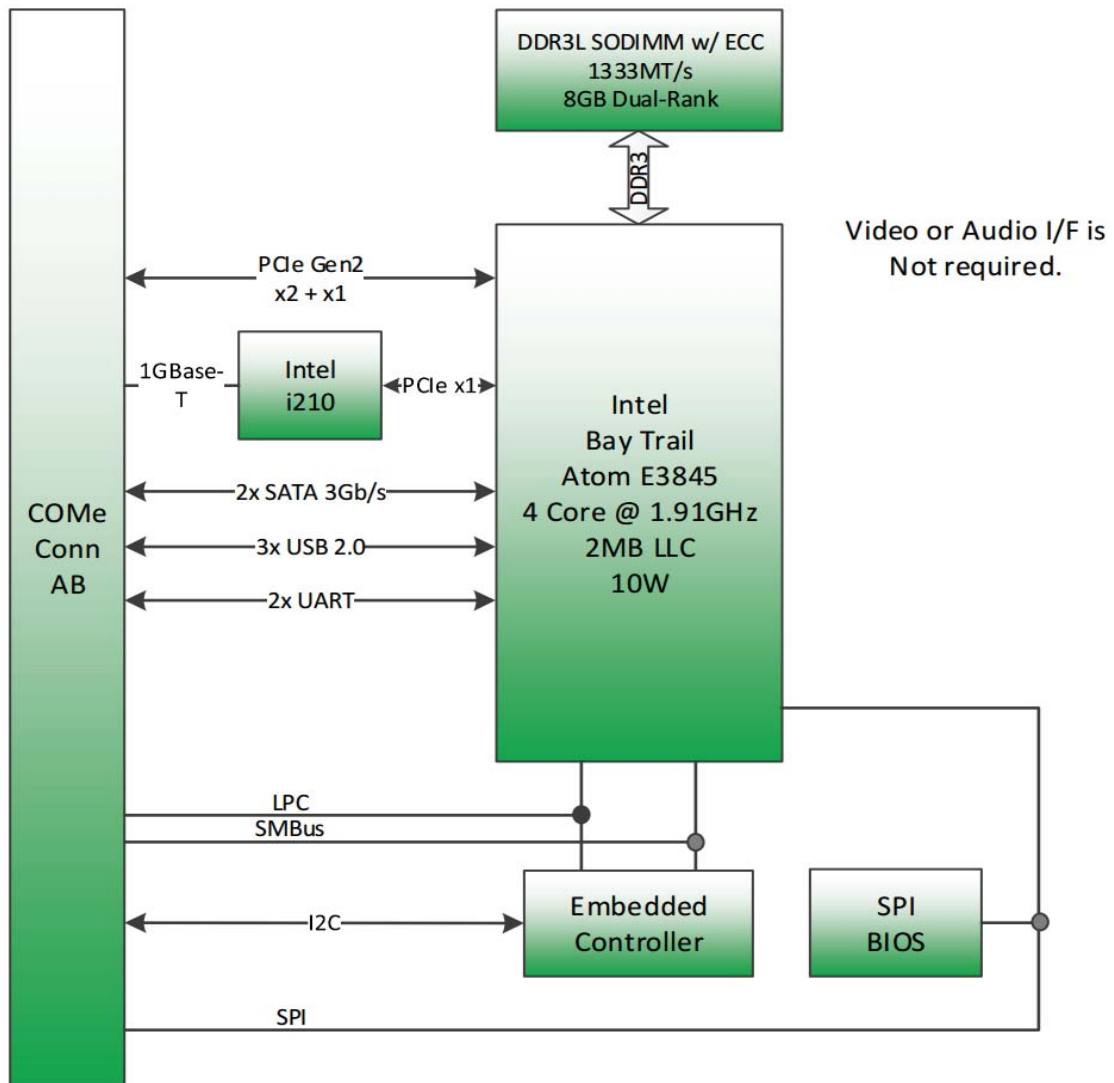 DDR3L SODIMM w/ ECC
1333MT/s
8GB Dual-Rank
DDR3
Video or Audio I/F is
Not required.
PCIe Gen2
x2 + x1
1GBase-
T
Intel
i210
PCIe x1
Intel
Bay Trail
Atom E3845
4 Core @ 1.91GHz
2MB LLC
10W
2x SATA 3Gb/s
3x USB 2.0
2x UART
COMe
Conn
AB
LPC
SMBus
I2C
Embedded
Controller
SPI
BIOS
SPI